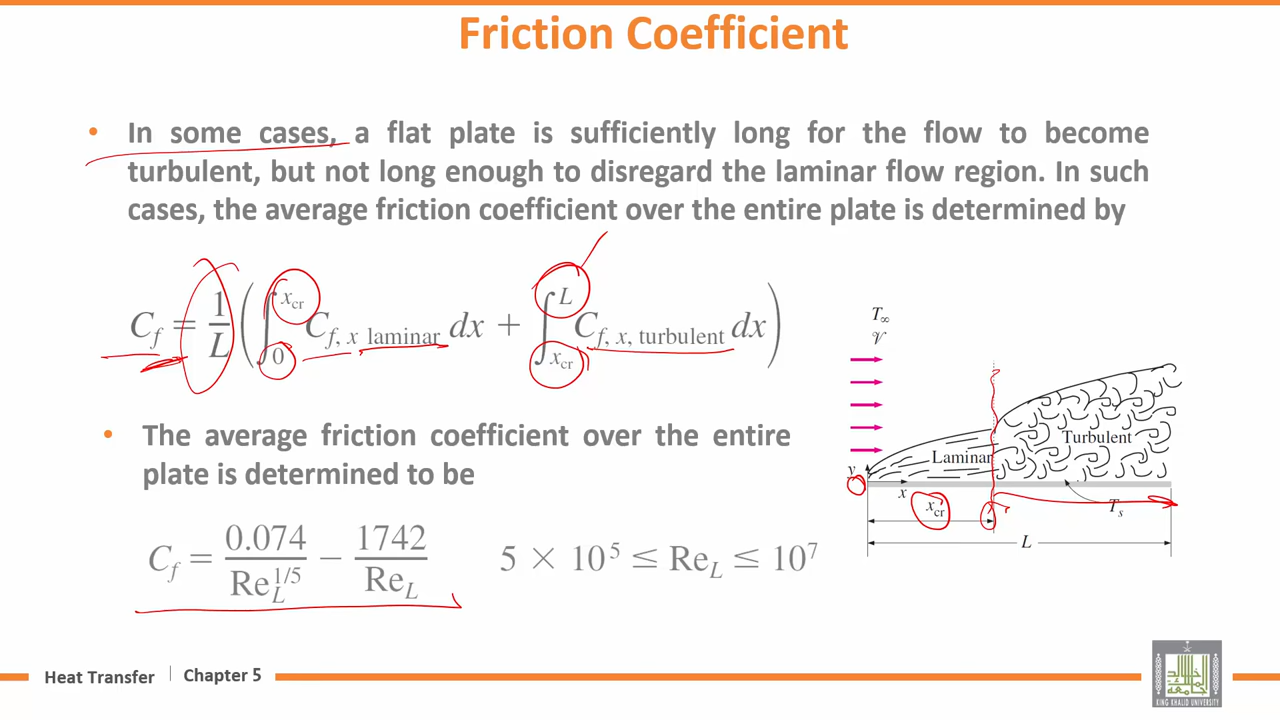 Friction Coefficient
• In some cases, a flat plate is sufficiently long for the flow to become
turbulent, but not long enough to disregard the laminar flow region. In such
cases, the average friction coefficient over the entire plate is determined by
C_f = 1/L ( ∫_0^{x_cr} C_{f, x laminar} dx + ∫_{x_cr}^{L} C_{f, x, turbulent} dx )
T_∞
𝒱
• The average friction coefficient over the entire
plate is determined to be
Turbulent
Laminar
y
x
x_cr
T_s
L
C_f = 0.074/Re_L^{1/5} − 1742/Re_L    5 × 10^5 ≤ Re_L ≤ 10^7
Heat Transfer | Chapter 5
KING KHALID UNIVERSITY